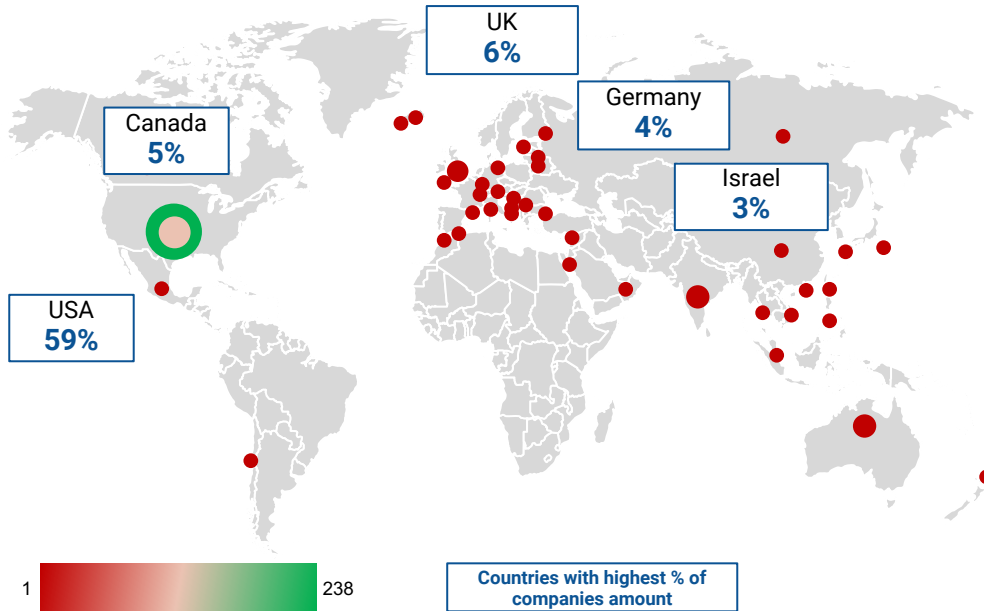 UK
6%
Germany
4%
Canada
5%
Israel
3%
USA
59%
1
238
Countries with highest % of
companies amount